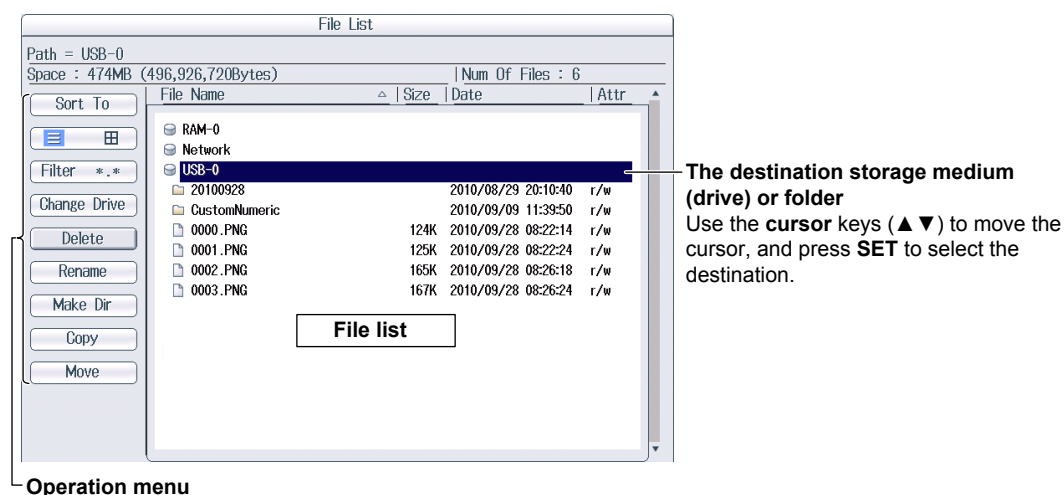 File List
Path = USB-0
Space : 474MB (496,926,720Bytes) Num Of Files : 6
File Name Size Date Attr
RAM-0
Network
USB-0
20100928 2010/08/29 20:10:40 r/w
CustomNumeric 2010/09/09 11:39:50 r/w
0000.PNG 124K 2010/09/28 08:22:14 r/w
0001.PNG 125K 2010/09/28 08:22:24 r/w
0002.PNG 165K 2010/09/28 08:26:18 r/w
0003.PNG 167K 2010/09/28 08:26:24 r/w
File list
Sort To
Filter *.*
Change Drive
Delete
Rename
Make Dir
Copy
Move
Operation menu
The destination storage medium
(drive) or folder
Use the cursor keys (▲▼) to move the
cursor, and press SET to select the
destination.